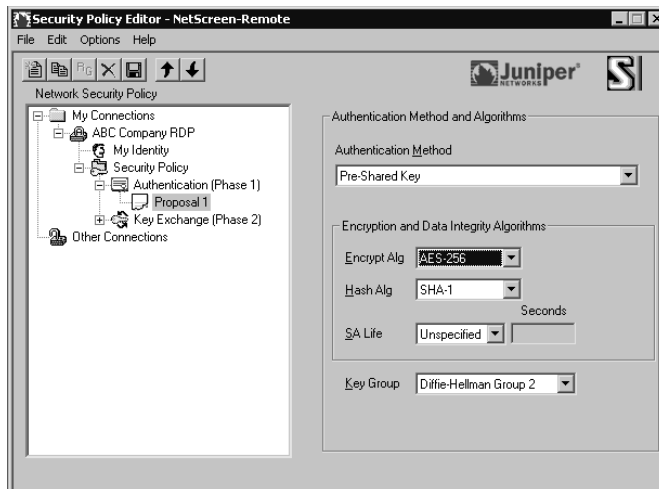 Security Policy Editor - NetScreen-Remote
File Edit Options Help
Juniper
NETWORKS
Network Security Policy
My Connections
ABC Company RDP
My Identity
Security Policy
Authentication (Phase 1)
Proposal 1
Key Exchange (Phase 2)
Other Connections
Authentication Method and Algorithms
Authentication Method
Pre-Shared Key
Encryption and Data Integrity Algorithms
Encrypt Alg AES-256
Hash Alg SHA-1
Seconds
SA Life Unspecified
Key Group Diffie-Hellman Group 2